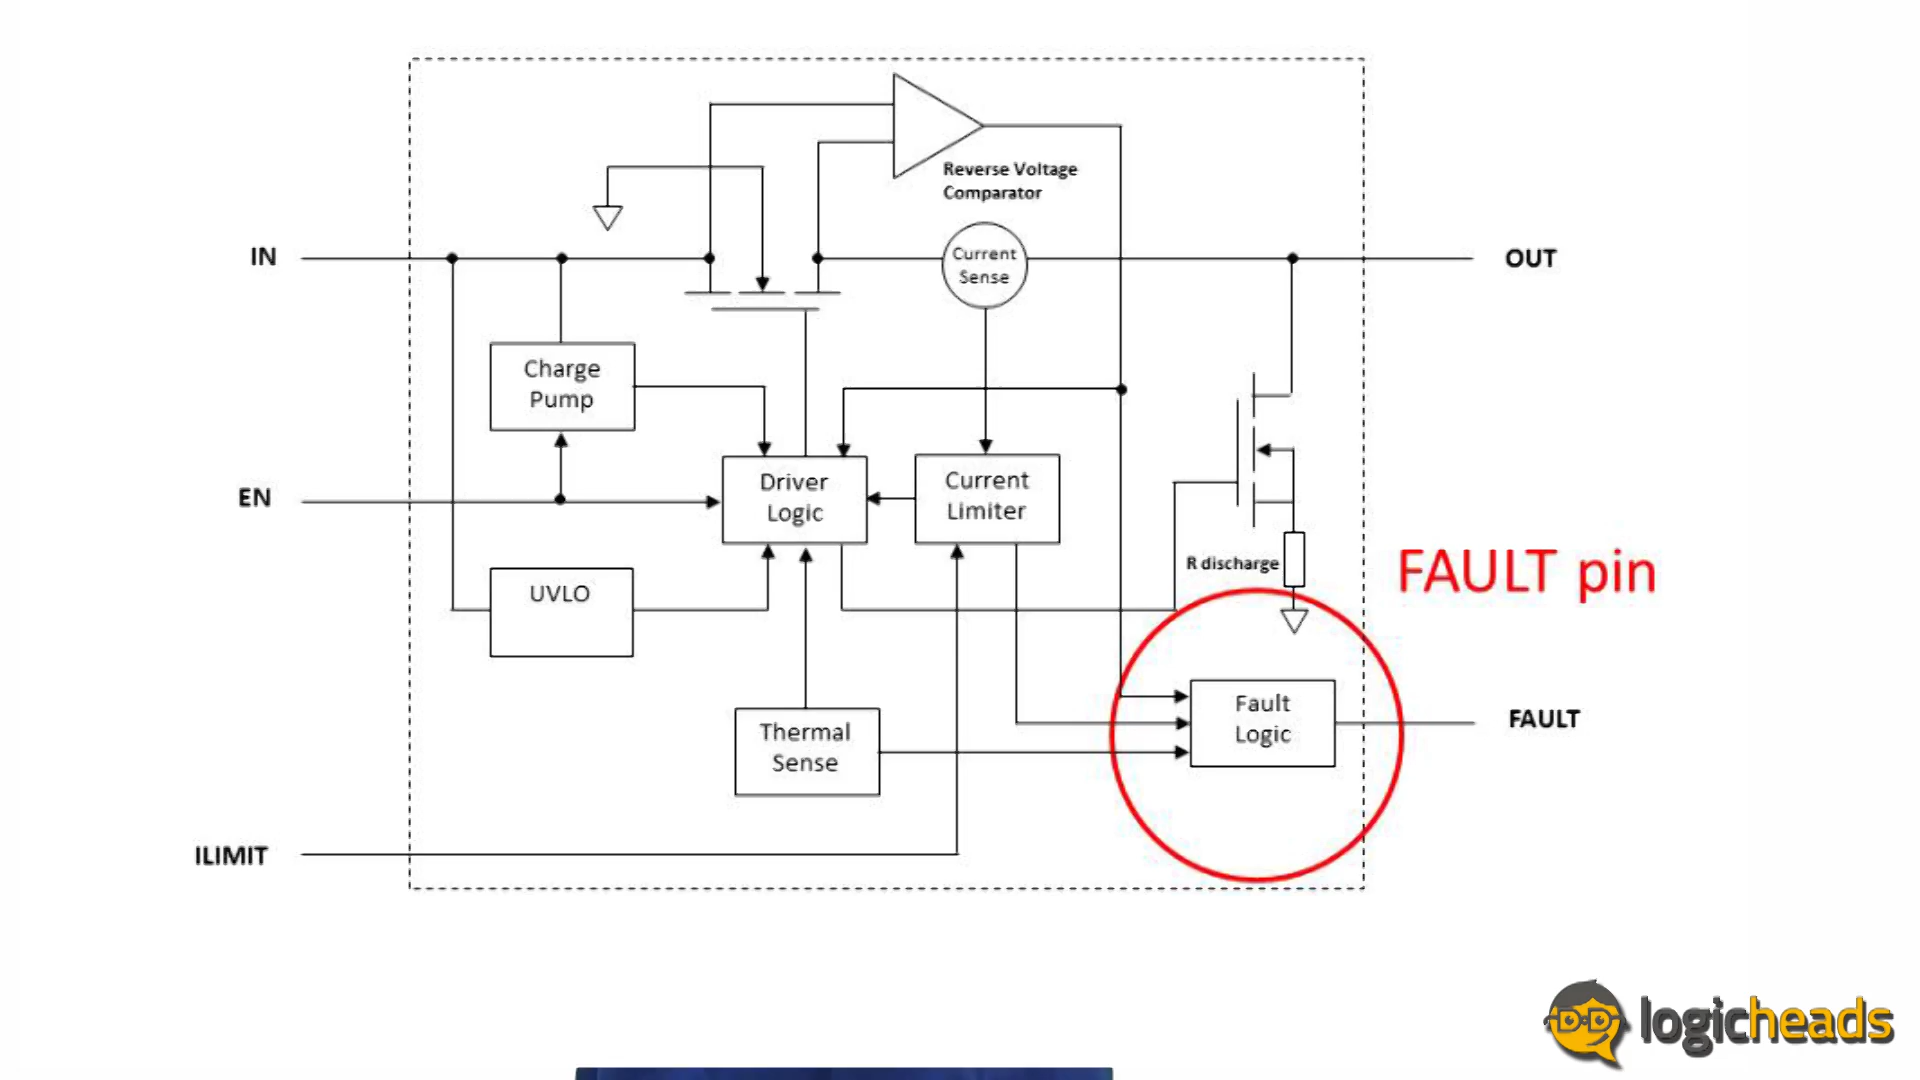 Reverse Voltage
Comparator
IN
Current
Sense
OUT
Charge
Pump
EN
Driver
Logic
Current
Limiter
R discharge
FAULT pin
UVLO
Thermal
Sense
Fault
Logic
FAULT
ILIMIT
logicheads